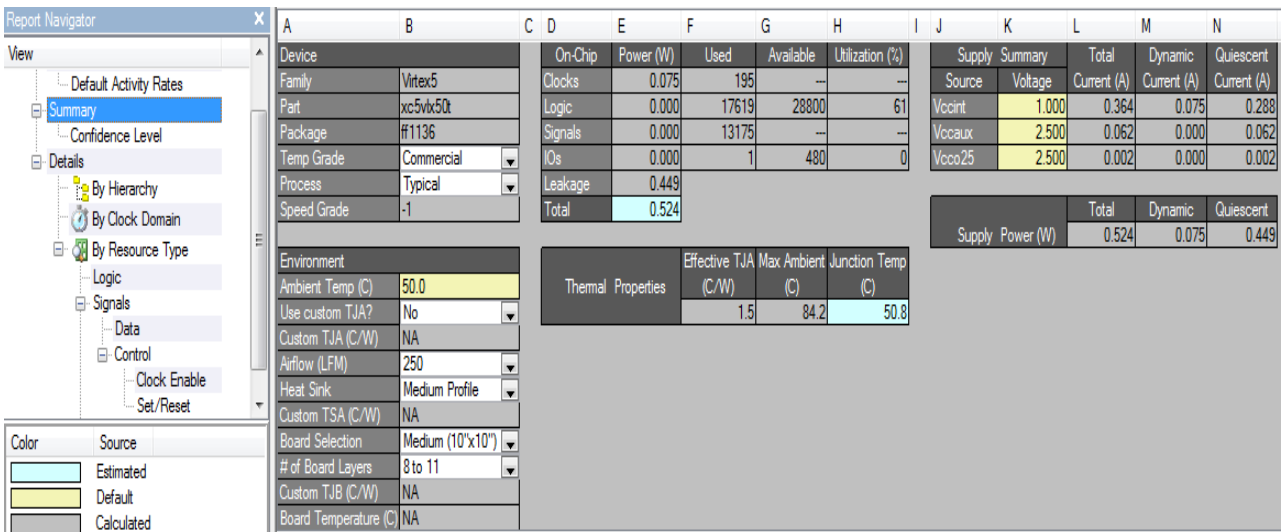 Report Navigator X
View
Default Activity Rates
Summary
Confidence Level
Details
By Hierarchy
By Clock Domain
By Resource Type
Logic
Signals
Data
Control
Clock Enable
Set/Reset
Color Source
Estimated
Default
Calculated
A B C D E F G H I J K L M N
Device
Family Virtex5
Part xc5vlx50t
Package ff1136
Temp Grade Commercial
Process Typical
Speed Grade -1
Environment
Ambient Temp (C) 50.0
Use custom TJA? No
Custom TJA (C/W) NA
Airflow (LFM) 250
Heat Sink Medium Profile
Custom TSA (C/W) NA
Board Selection Medium (10"x10")
# of Board Layers 8 to 11
Custom TJB (C/W) NA
Board Temperature (C) NA
On-Chip Power (W) Used Available Utilization (%)
Clocks 0.075 195 --- ---
Logic 0.000 17619 28800 61
Signals 0.000 13175 --- ---
IOs 0.000 1 480 0
Leakage 0.449
Total 0.524
Effective TJA Max Ambient Junction Temp
Thermal Properties (C/W) (C) (C)
1.5 84.2 50.8
Supply Summary Total Dynamic Quiescent
Source Voltage Current (A) Current (A) Current (A)
Vccint 1.000 0.364 0.075 0.288
Vccaux 2.500 0.062 0.000 0.062
Vcco25 2.500 0.002 0.000 0.002
Total Dynamic Quiescent
Supply Power (W) 0.524 0.075 0.449